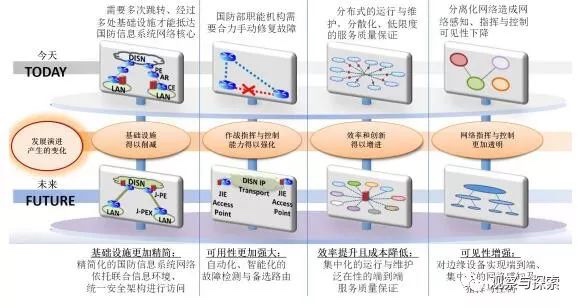 需要多次跳转、经过
多处基础设施才能抵达
国防信息系统网络核心
国防部职能机构需
要合力手动修复故障
分布式的运行与维
护，分散化、低限度
的服务质量保证
分离化网络造成网
络感知、指挥与控制
可见性下降
今天
TODAY
DISN
PE
AR
PE
CE
LAN
LAN
发展演进
产生的变化
基础设施
得以削减
作战指挥与控制
能力得以强化
效率和创新
得以增进
网络指挥与控制
更加透明
未来
FUTURE
DISN
J-PE
J-PEX
LAN
LAN
DISN IP
Transport
JIE
Access
Point
JIE
Access
Point
基础设施更加精简：
精简化的国防信息系统网络
依托联合信息环境、
统一安全架构进行访问
可用性更加强大：
自动化、智能化的
故障检测与备选路由
效率提升且成本降低：
集中化的运行与维护
泛在性的端到端
服务质量保证
可见性增强：
对边缘设备实现端到端、
集中
观察与探索